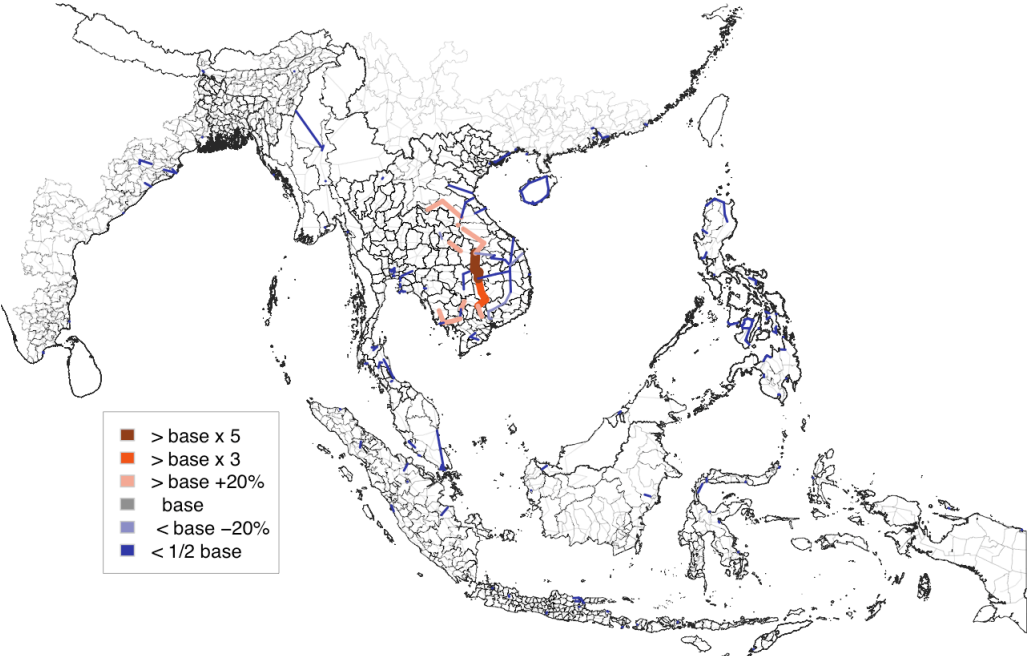 > base x 5
> base x 3
> base +20%
base
< base −20%
< 1/2 base